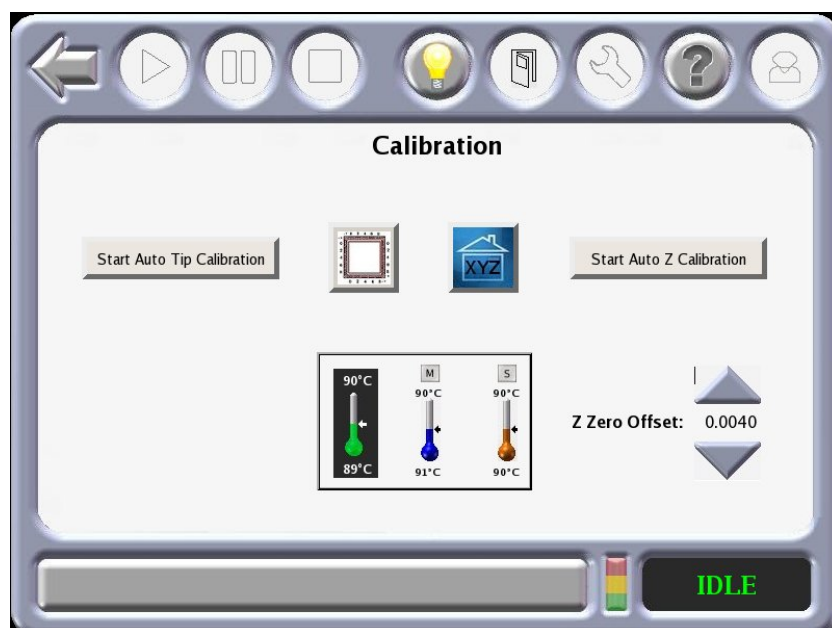 Calibration
Start Auto Tip Calibration
XYZ
Start Auto Z Calibration
90°C
M
90°C
S
90°C
89°C
91°C
90°C
Z Zero Offset: 0.0040
IDLE